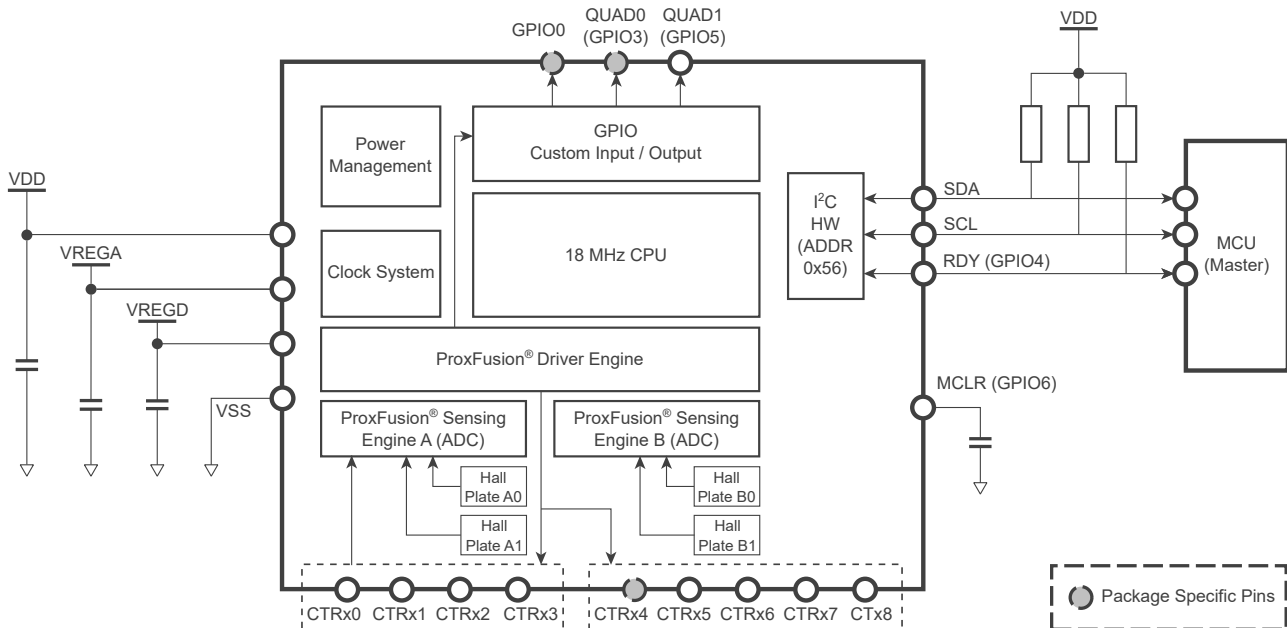 QUAD0 QUAD1
GPIO0 (GPIO3) (GPIO5)
VDD
Power
Management
GPIO
Custom Input / Output
VDD
I²C
HW
(ADDR
0x56)
SDA
SCL
RDY (GPIO4)
MCU
(Master)
VREGA
Clock System
18 MHz CPU
VREGD
ProxFusion® Driver Engine
VSS
MCLR (GPIO6)
ProxFusion® Sensing
Engine A (ADC)
ProxFusion® Sensing
Engine B (ADC)
Hall
Plate A0
Hall
Plate B0
Hall
Plate A1
Hall
Plate B1
CTRx0 CTRx1 CTRx2 CTRx3 CTRx4 CTRx5 CTRx6 CTRx7 CTx8
Package Specific Pins